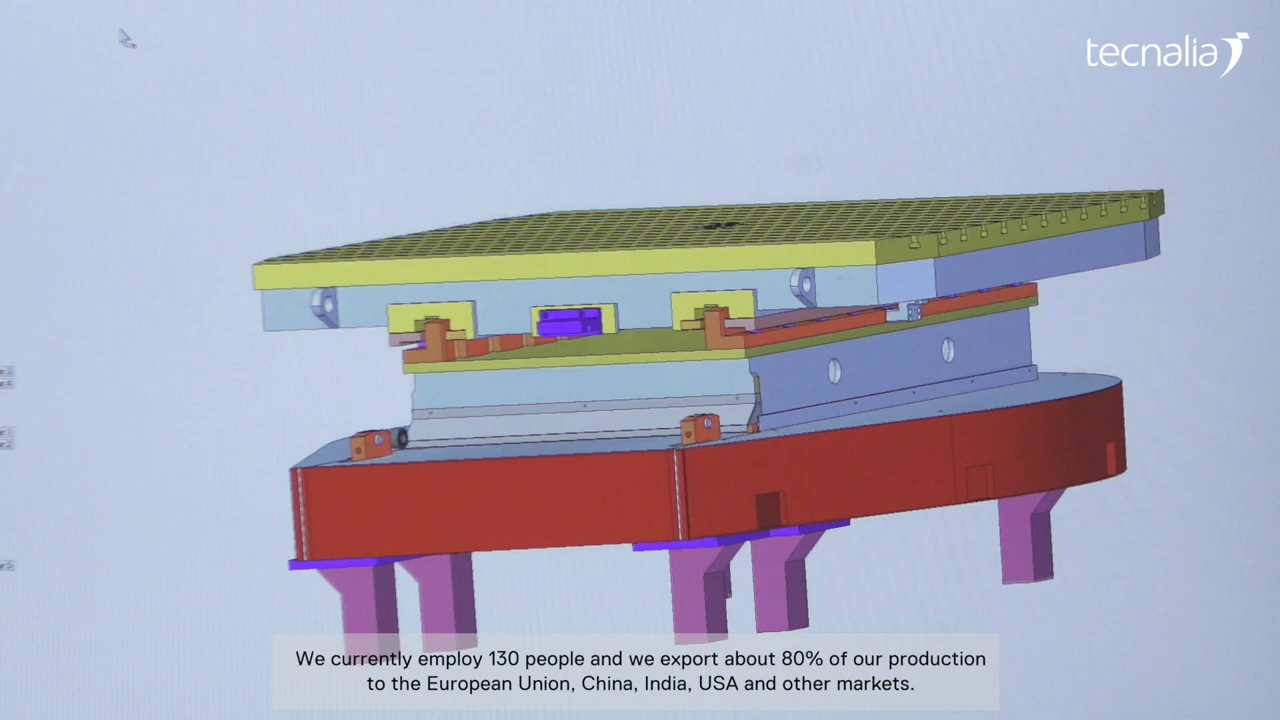 tecnalia
We currently employ 130 people and we export about 80% of our production
to the European Union, China, India, USA and other markets.